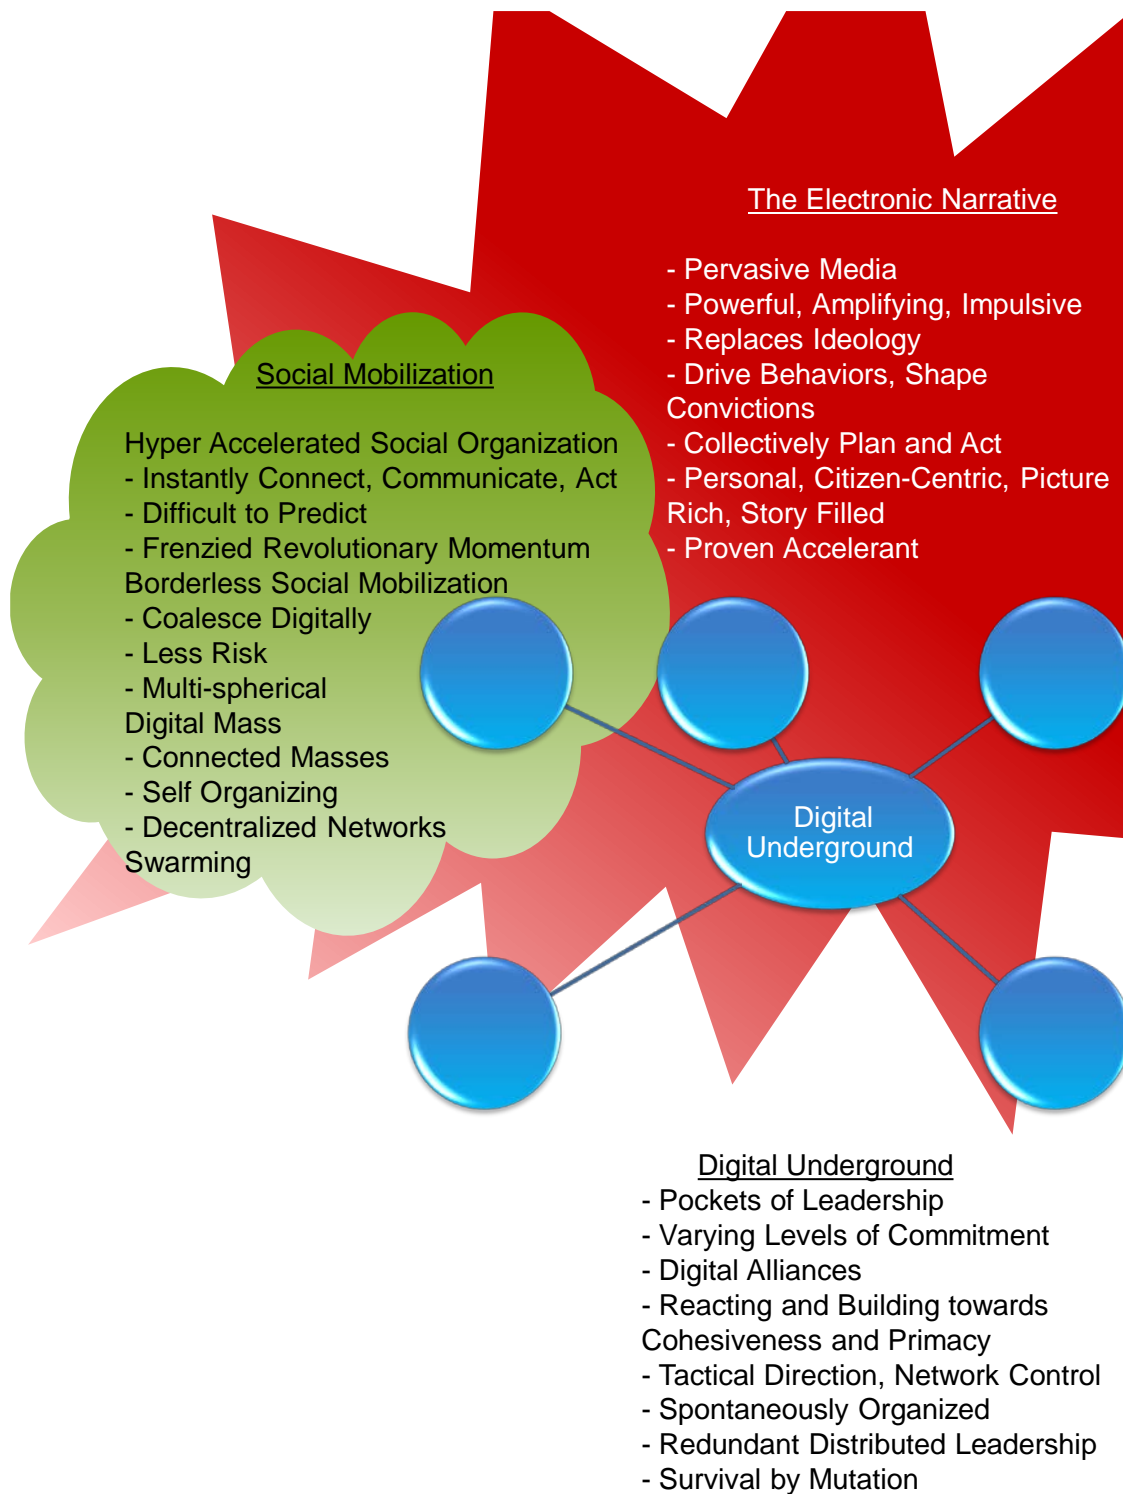 The Electronic Narrative
- Pervasive Media
- Powerful, Amplifying, Impulsive
- Replaces Ideology
- Drive Behaviors, Shape
Convictions
- Collectively Plan and Act
- Personal, Citizen-Centric, Picture
Rich, Story Filled
- Proven Accelerant
Social Mobilization
Hyper Accelerated Social Organization
- Instantly Connect, Communicate, Act
- Difficult to Predict
- Frenzied Revolutionary Momentum
Borderless Social Mobilization
- Coalesce Digitally
- Less Risk
- Multi-spherical
Digital Mass
- Connected Masses
- Self Organizing
- Decentralized Networks
Swarming
Digital
Underground
Digital Underground
- Pockets of Leadership
- Varying Levels of Commitment
- Digital Alliances
- Reacting and Building towards
Cohesiveness and Primacy
- Tactical Direction, Network Control
- Spontaneously Organized
- Redundant Distributed Leadership
- Survival by Mutation